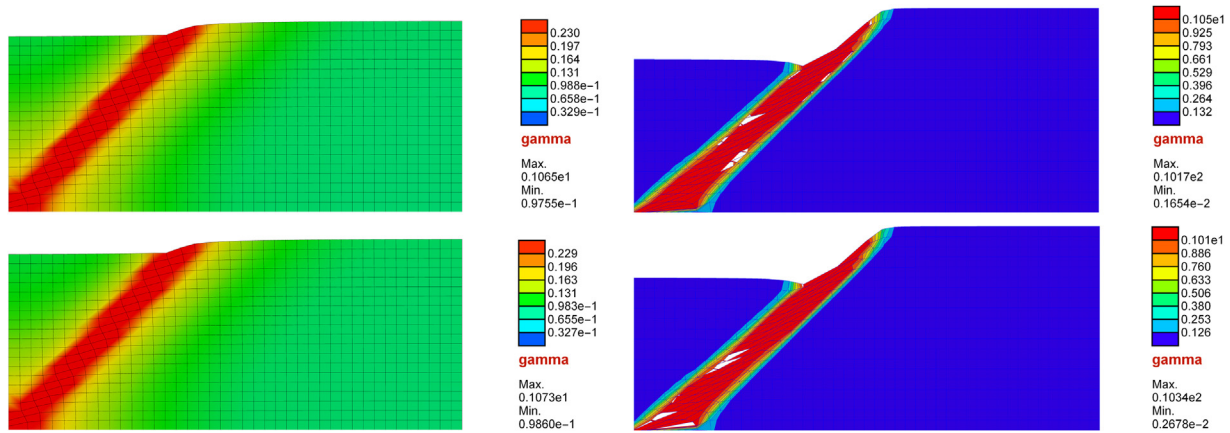 0.230
0.197
0.164
0.131
0.988e-1
0.658e-1
0.329e-1
gamma
Max.
0.1065e1
Min.
0.9755e-1
0.105e1
0.925
0.793
0.661
0.529
0.396
0.264
0.132
gamma
Max.
0.1017e2
Min.
0.1654e-2
0.229
0.196
0.163
0.131
0.983e-1
0.655e-1
0.327e-1
gamma
Max.
0.1073e1
Min.
0.9860e-1
0.101e1
0.886
0.760
0.633
0.506
0.380
0.253
0.126
gamma
Max.
0.1034e2
Min.
0.2678e-2